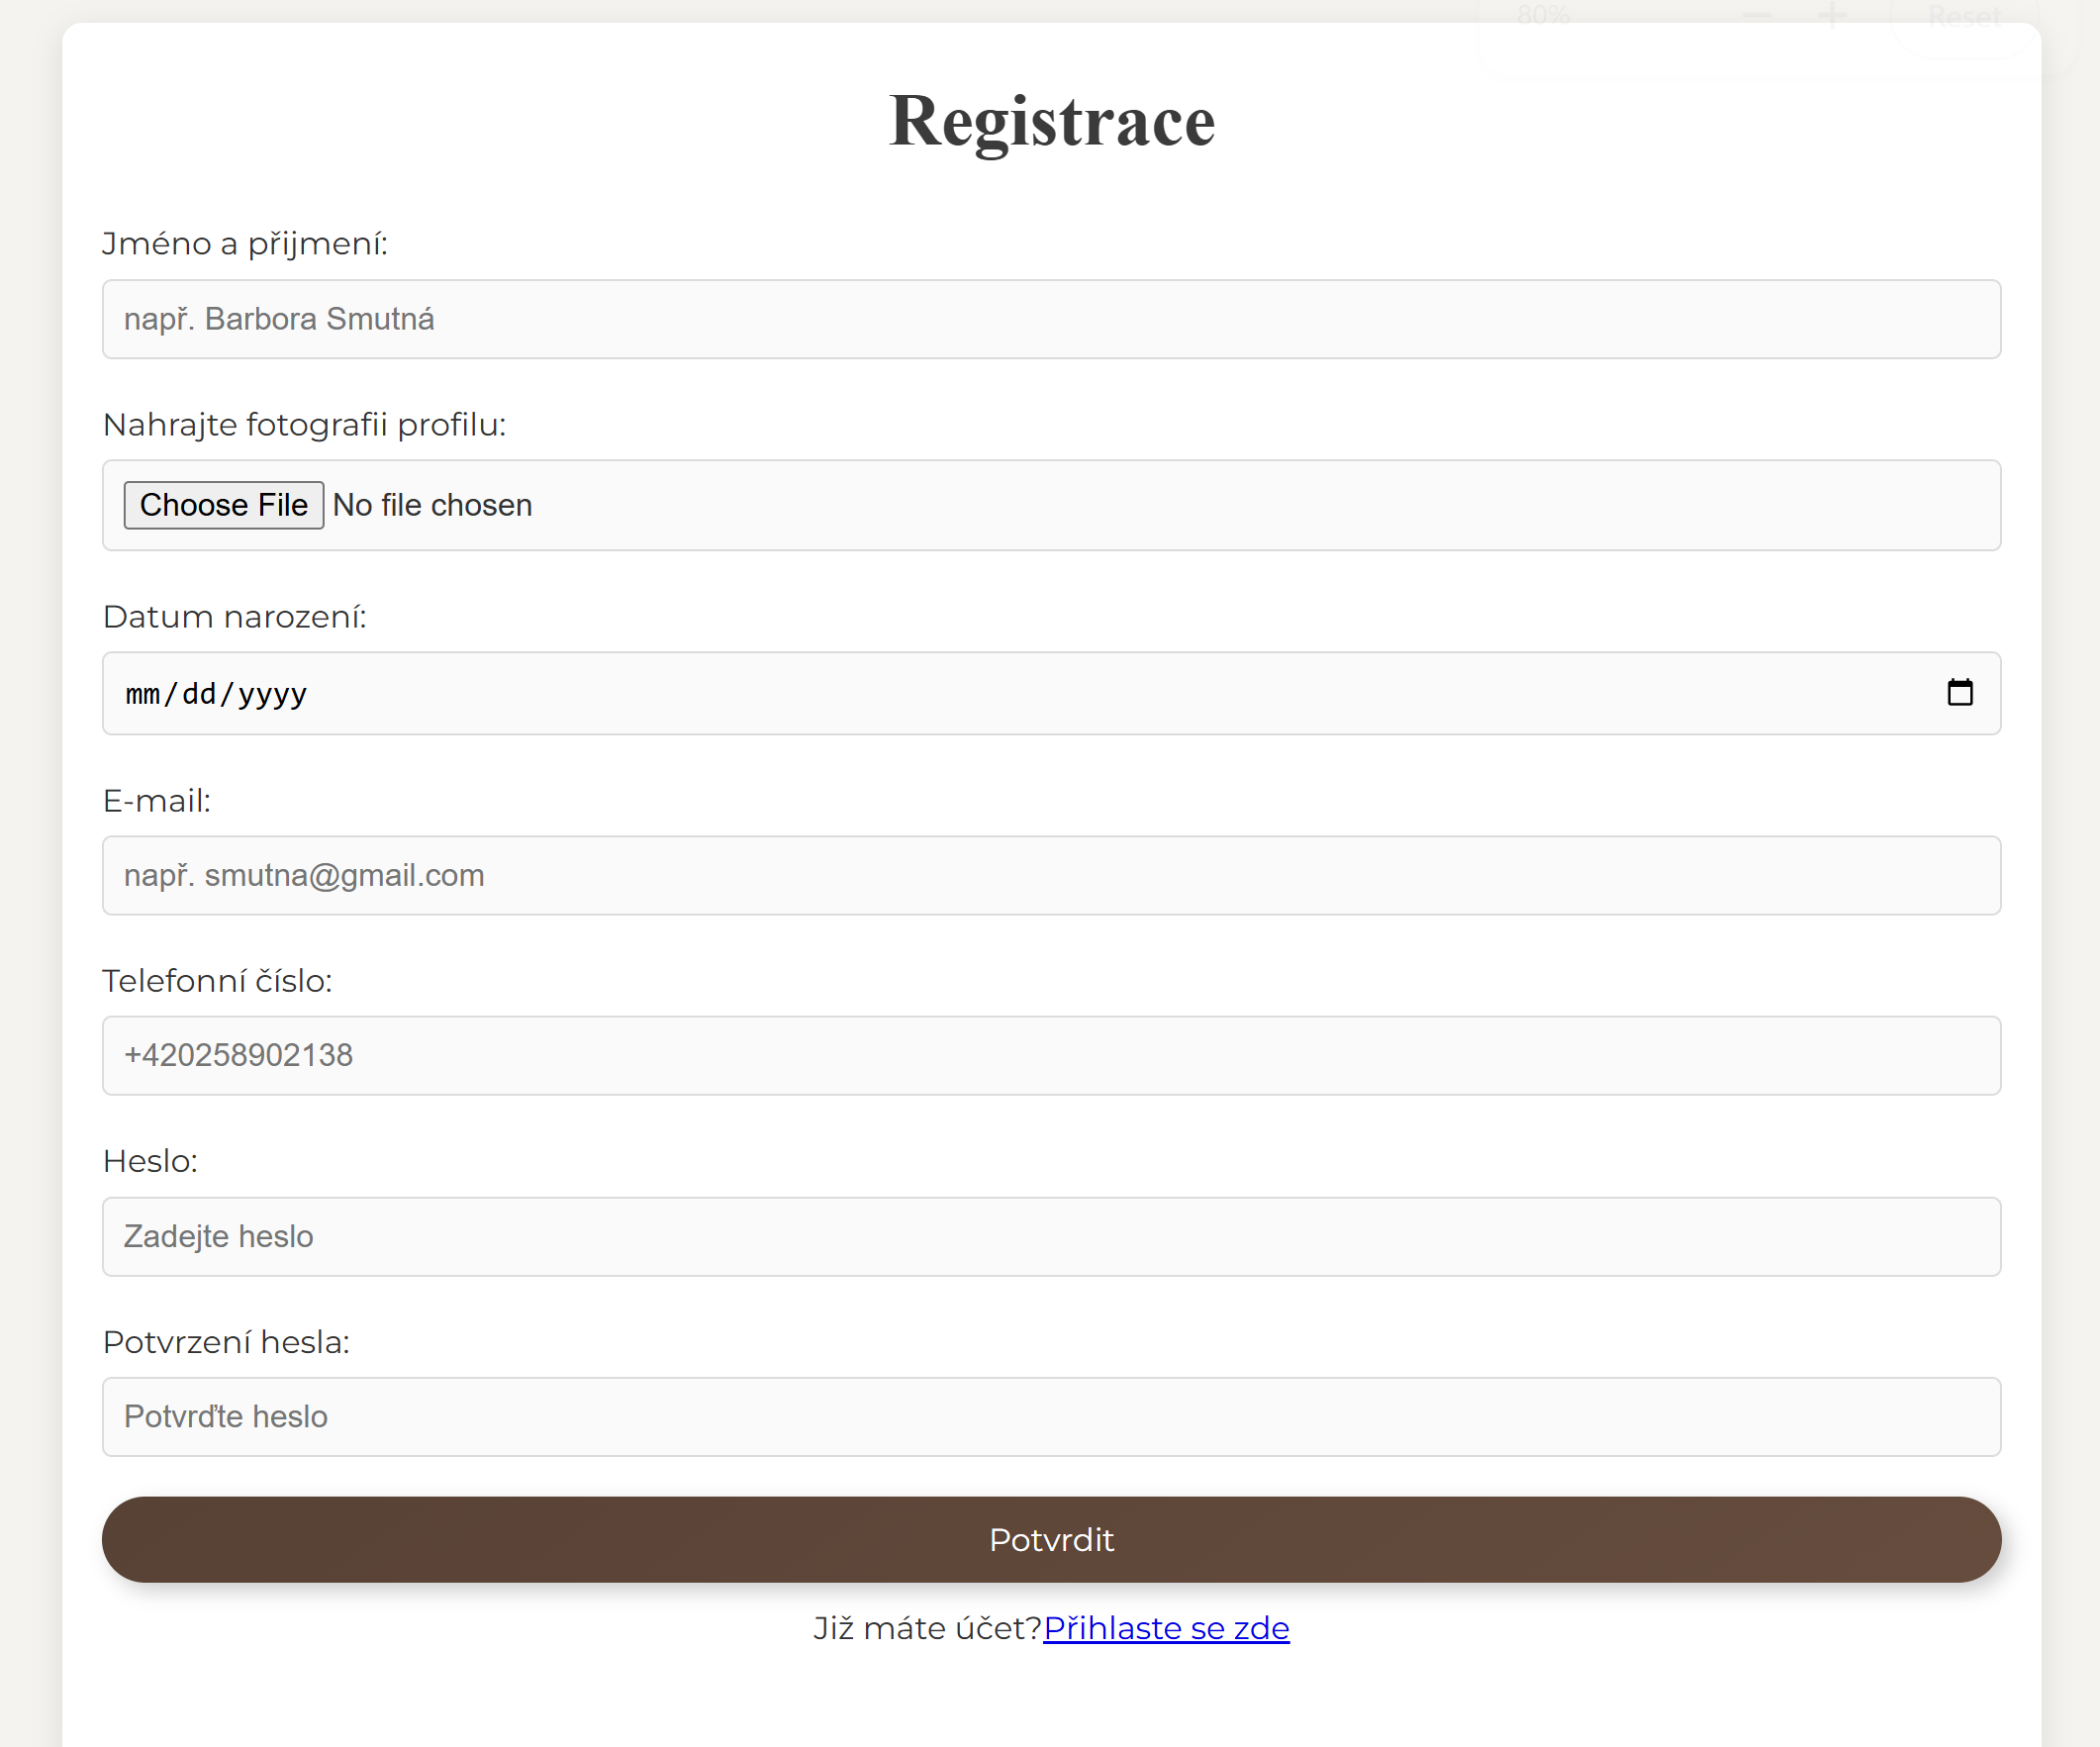 80% − + Reset
Registrace
Jméno a přijmení:
např. Barbora Smutná
Nahrajte fotografii profilu:
Choose File No file chosen
Datum narození:
mm/dd/yyyy
E-mail:
např. smutna@gmail.com
Telefonní číslo:
+420258902138
Heslo:
Zadejte heslo
Potvrzení hesla:
Potvrďte heslo
Potvrdit
Již máte účet?Přihlaste se zde